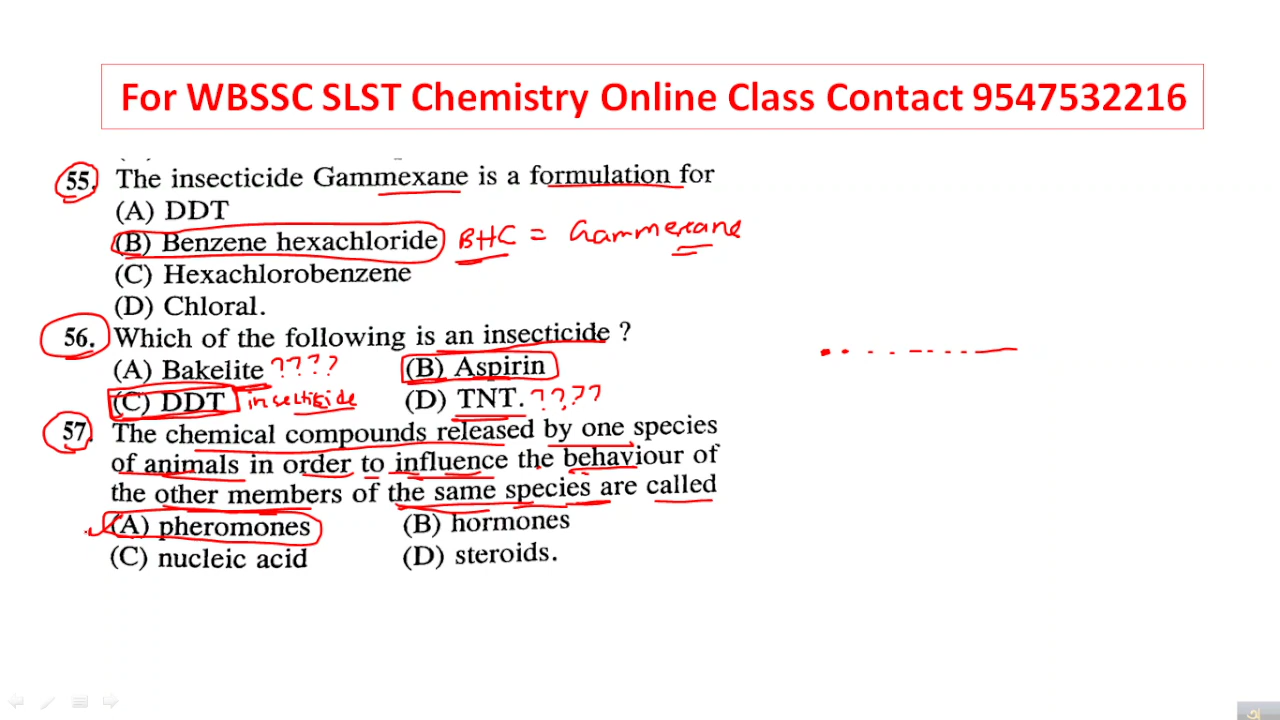 For WBSSC SLST Chemistry Online Class Contact 9547532216
55. The insecticide Gammexane is a formulation for
(A) DDT
(B) Benzene hexachloride BHC = Gammexane
(C) Hexachlorobenzene
(D) Chloral.
56. Which of the following is an insecticide ?
(A) Bakelite ???? (B) Aspirin
(C) DDT insecticide (D) TNT. ????
57. The chemical compounds released by one species
of animals in order to influence the behaviour of
the other members of the same species are called
(A) pheromones (B) hormones
(C) nucleic acid (D) steroids.